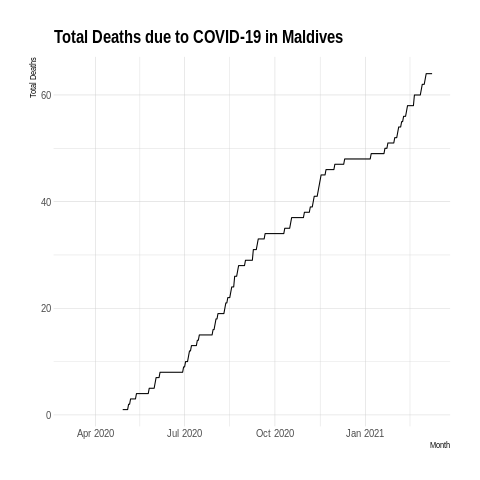 Total Deaths due to COVID-19 in Maldives
Total Deaths
60
40
20
0
Apr 2020 Jul 2020 Oct 2020 Jan 2021
Month